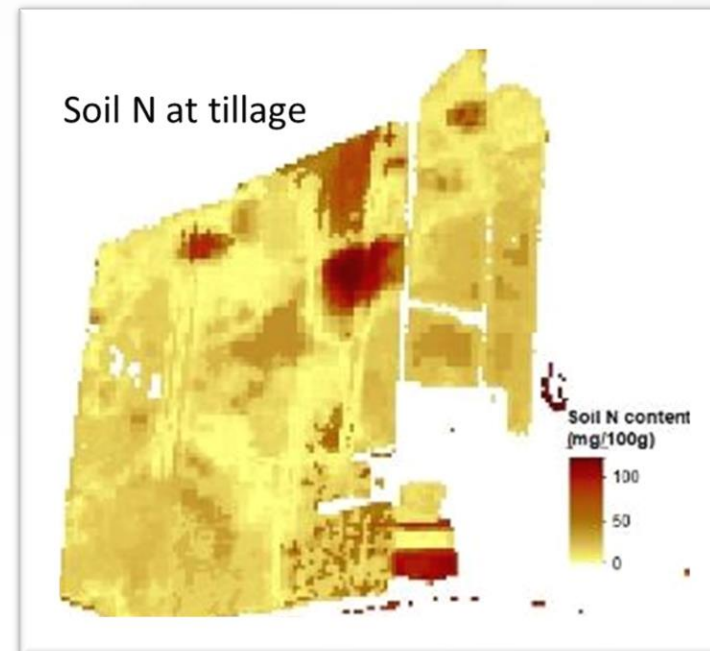 Soil N at tillage
Soil N content
(mg/100g)
100
50
0